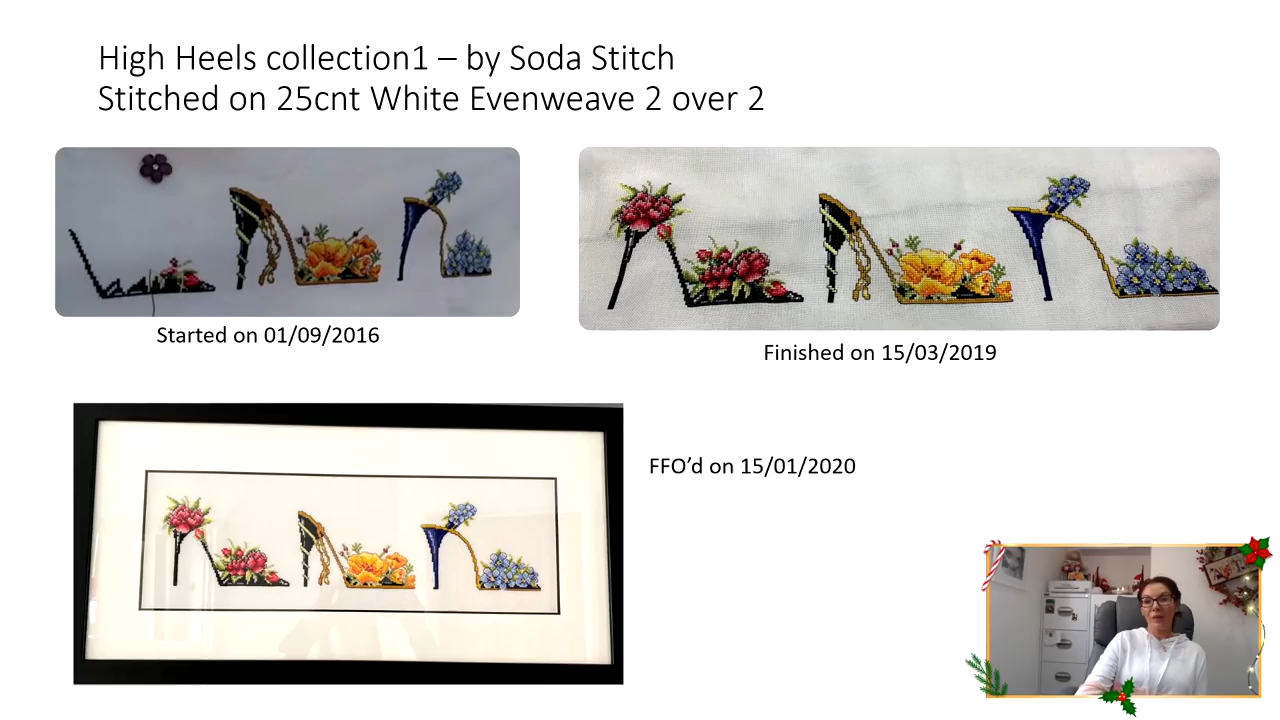 High Heels collection1 – by Soda Stitch
Stitched on 25cnt White Evenweave 2 over 2
Started on 01/09/2016
Finished on 15/03/2019
FFO’d on 15/01/2020